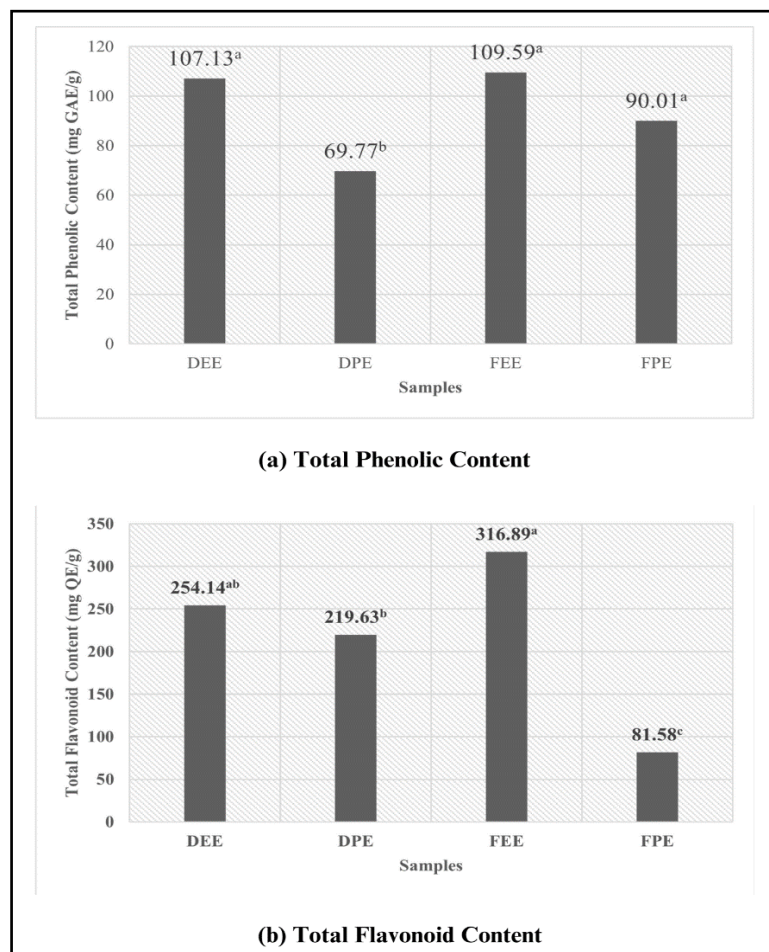 Total Phenolic Content (mg GAE/g)
120
100
80
60
40
20
0
107.13ᵃ
69.77ᵇ
109.59ᵃ
90.01ᵃ
DEE DPE FEE FPE
Samples
(a) Total Phenolic Content
Total Flavonoid Content (mg QE/g)
350
300
250
200
150
100
50
0
254.14ᵃᵇ
219.63ᵇ
316.89ᵃ
81.58ᶜ
DEE DPE FEE FPE
Samples
(b) Total Flavonoid Content